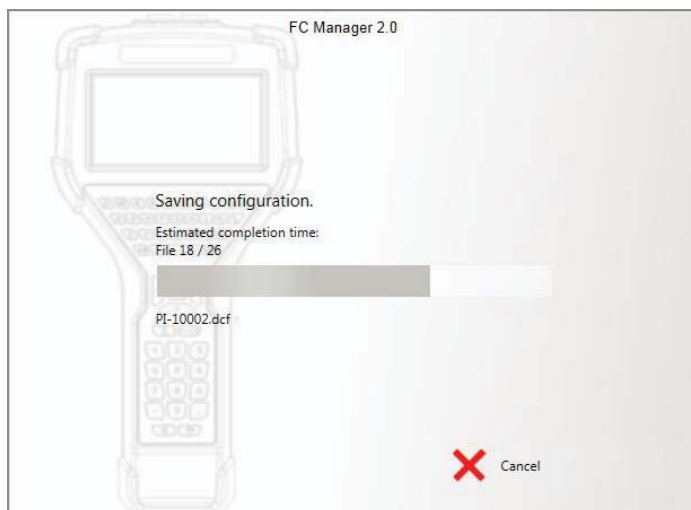 FC Manager 2.0
Saving configuration.
Estimated completion time:
File 18 / 26
PI-10002.dcf
Cancel